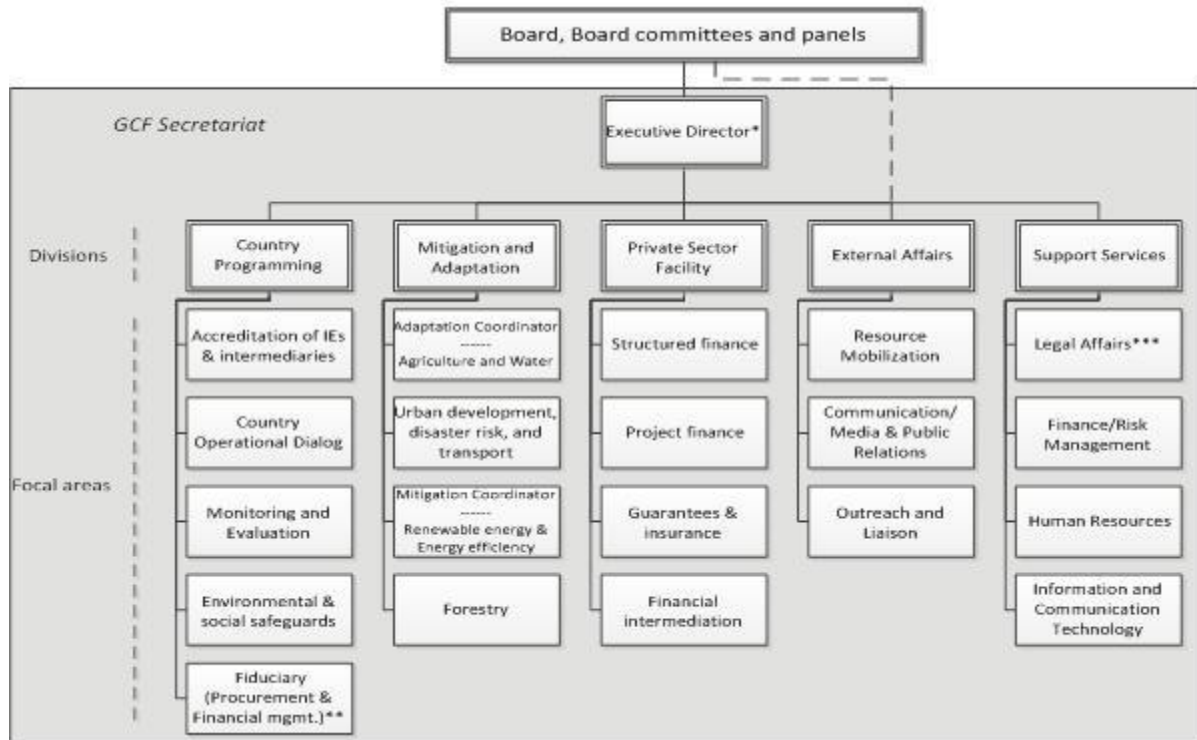 Board, Board committees and panels
GCF Secretariat
Executive Director*
Divisions
Country
Programming
Mitigation and
Adaptation
Private Sector
Facility
External Affairs
Support Services
Focal areas
Accreditation of IEs
& intermediaries
Country
Operational Dialog
Monitoring and
Evaluation
Environmental &
social safeguards
Fiduciary
(Procurement &
Financial mgmt.)**
Adaptation Coordinator
------
Agriculture and Water
Urban development,
disaster risk, and
transport
Mitigation Coordinator
------
Renewable energy &
Energy efficiency
Forestry
Structured finance
Project finance
Guarantees &
insurance
Financial
intermediation
Resource
Mobilization
Communication/
Media & Public
Relations
Outreach and
Liaison
Legal Affairs***
Finance/Risk
Management
Human Resources
Information and
Communication
Technology